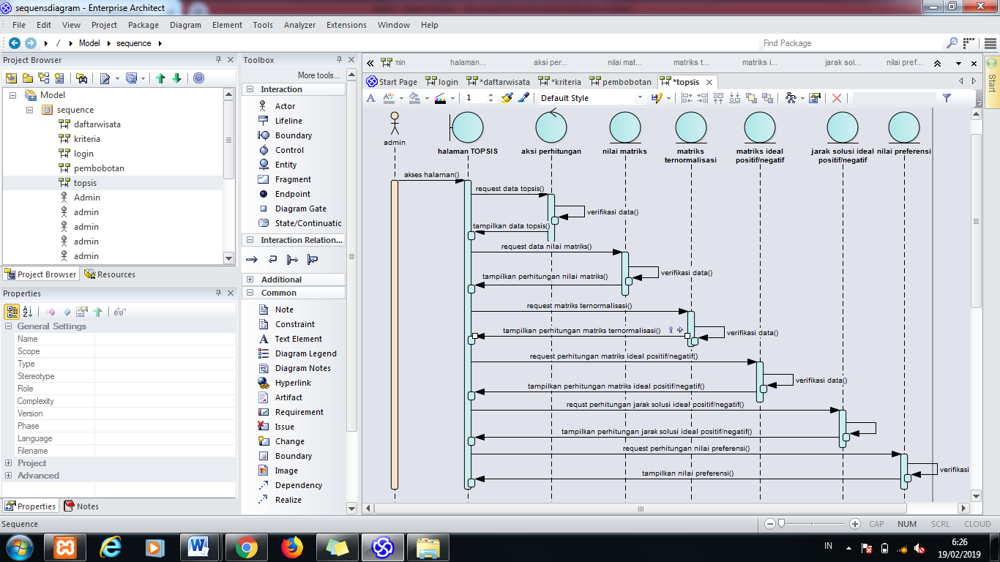 sequensdiagram - Enterprise Architect
File Edit View Project Package Diagram Element Tools Analyzer Extensions Window Help
/ Model sequence
Find Package
Project Browser
Model
sequence
daftarwisata
kriteria
login
pembobotan
topsis
Admin
admin
admin
admin
admin
Project Browser Resources
Properties
General Settings
Name
Scope
Type
Stereotype
Role
Complexity
Version
Phase
Language
Filename
Project
Advanced
Properties Notes
Toolbox
More tools...
Interaction
Actor
Lifeline
Boundary
Control
Entity
Fragment
Endpoint
Diagram Gate
State/Continuatic
Interaction Relation...
Additional
Common
Note
Constraint
Text Element
Diagram Legend
Diagram Notes
Hyperlink
Artifact
Requirement
Issue
Change
Boundary
Image
Dependency
Realize
min halaman... aksi per... nilai mat... matriks t... matriks i... jarak sol... nilai pref...
Start Page login *daftarwisata *kriteria pembobotan *topsis
1 Default Style
Start
admin
halaman TOPSIS
aksi perhitungan
nilai matriks
matriks
ternormalisasi
matriks ideal
positif/negatif
jarak solusi ideal
positif/negatif
nilai preferensi
akses halaman()
request data topsis()
verifikasi data()
tampilkan data topsis()
request data nilai matriks()
verifikasi data()
tampilkan perhitungan nilai matriks()
request matriks ternormalisasi()
tampilkan perhitungan matriks ternormalisasi()
verifikasi data()
request perhitungan matriks ideal positif/negatif()
verifikasi data()
tampilkan perhitungan matriks ideal positif/negatif()
requst perhitungan jarak solusi ideal positif/negatif()
tampilkan perhitungan jarak solusi ideal positif/negatif()
request perhitungan nilai preferensi()
verifikasi
tampilkan nilai preferensi()
Sequence
CAP NUM SCRL CLOUD
IN
6:26
19/02/2019